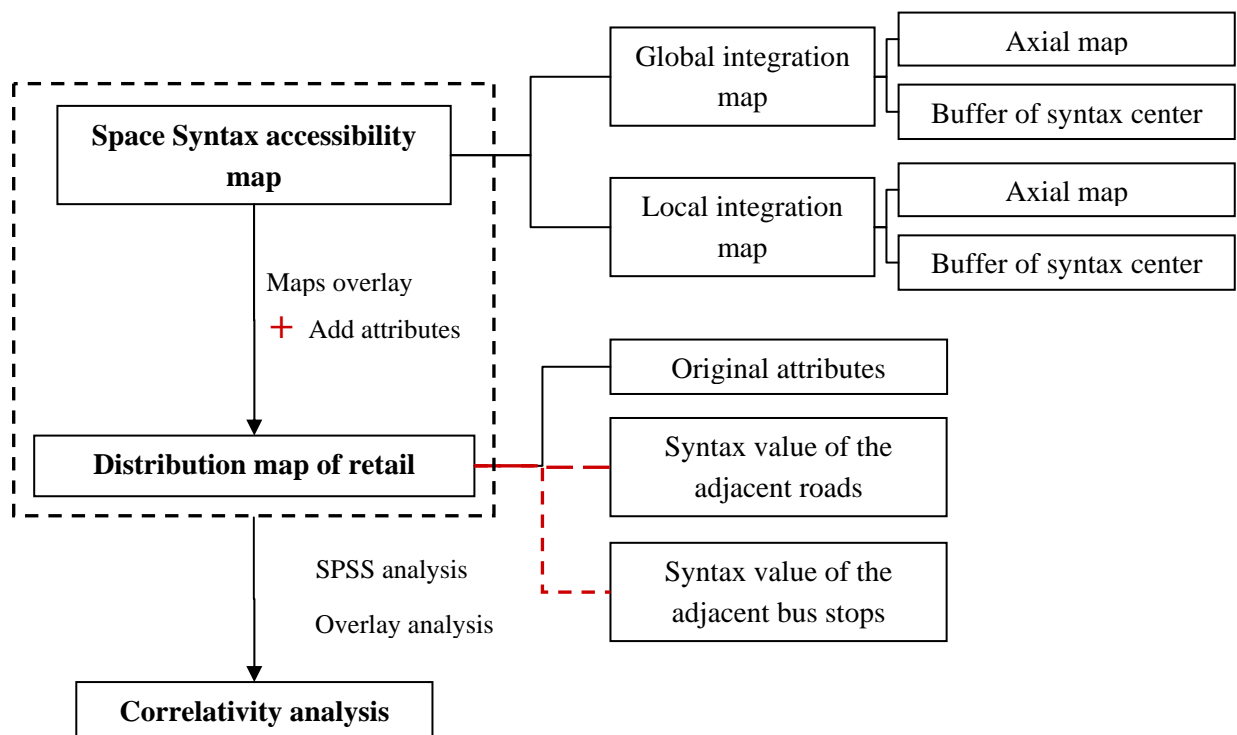 Space Syntax accessibility
map
Global integration
map
Axial map
Buffer of syntax center
Local integration
map
Axial map
Buffer of syntax center
Maps overlay
+ Add attributes
Distribution map of retail
Original attributes
Syntax value of the
adjacent roads
Syntax value of the
adjacent bus stops
SPSS analysis
Overlay analysis
Correlativity analysis